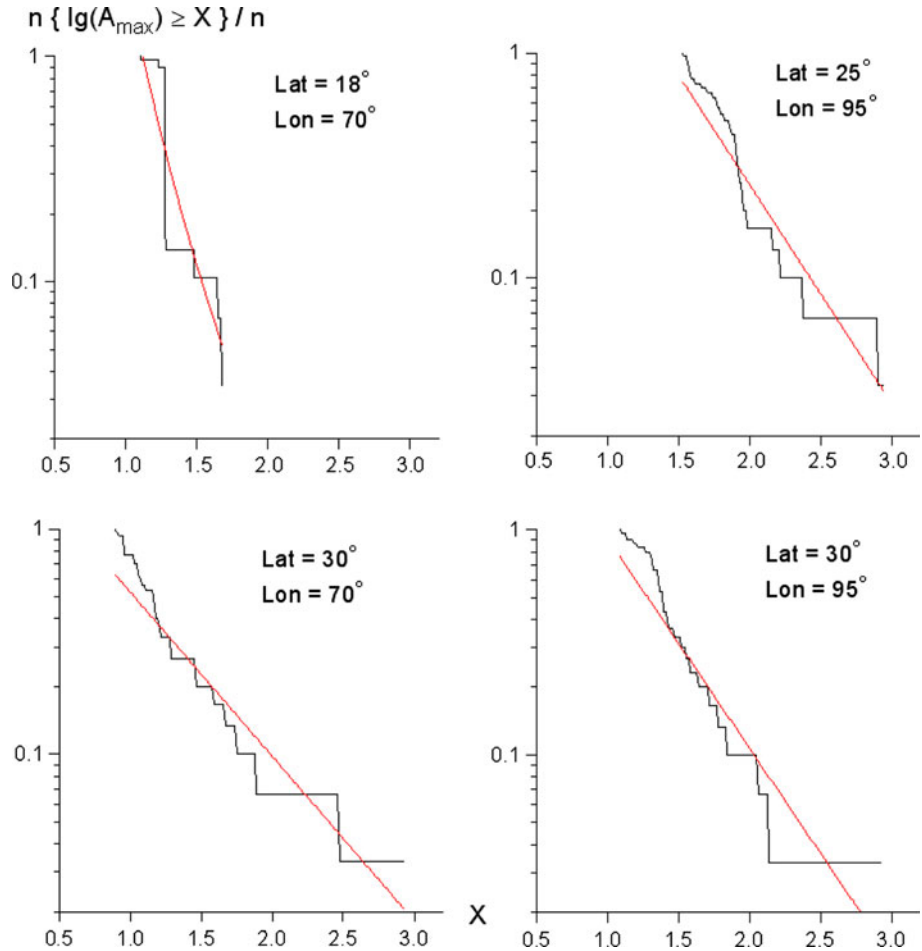 n { lg(A_max) ≥ X } / n
1
0.1
Lat = 18°
Lon = 70°
0.5 1.0 1.5 2.0 2.5 3.0
1
0.1
Lat = 25°
Lon = 95°
0.5 1.0 1.5 2.0 2.5 3.0
1
0.1
Lat = 30°
Lon = 70°
0.5 1.0 1.5 2.0 2.5 3.0
X
1
0.1
Lat = 30°
Lon = 95°
0.5 1.0 1.5 2.0 2.5 3.0